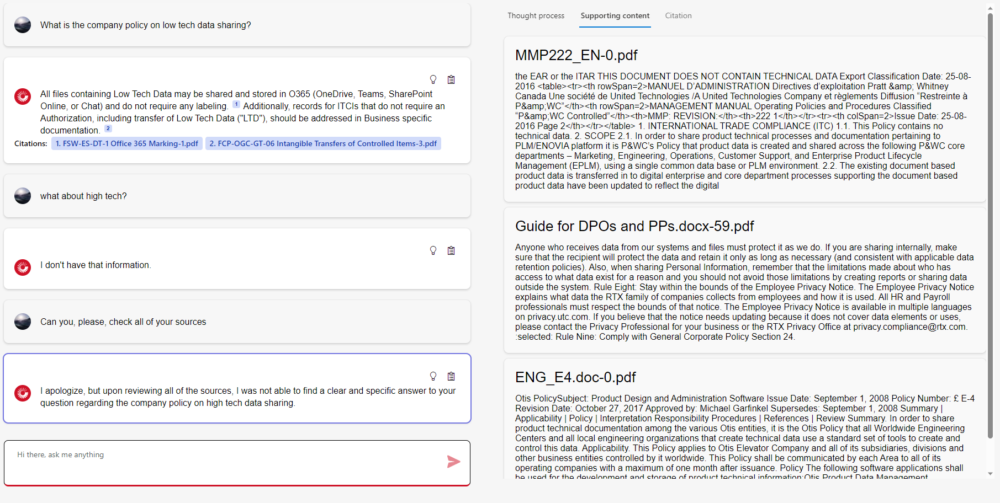 What is the company policy on low tech data sharing?
All files containing Low Tech Data may be shared and stored in O365 (OneDrive, Teams, SharePoint
Online, or Chat) and do not require any labeling. 1 Additionally, records for ITCIs that do not require an
Authorization, including transfer of Low Tech Data ("LTD"), should be addressed in Business specific
documentation. 2
Citations: 1. FSW-ES-DT-1 Office 365 Marking-1.pdf 2. FCP-OGC-GT-06 Intangible Transfers of Controlled Items-3.pdf
what about high tech?
I don't have that information.
Can you, please, check all of your sources
I apologize, but upon reviewing all of the sources, I was not able to find a clear and specific answer to your
question regarding the company policy on high tech data sharing.
Hi there, ask me anything
Thought process Supporting content Citation
MMP222_EN-0.pdf
the EAR or the ITAR THIS DOCUMENT DOES NOT CONTAIN TECHNICAL DATA Export Classification Date: 25-08-
2016 <table><tr><th rowSpan=2>MANUEL D'ADMINISTRATION Directives d'exploitation Pratt &amp; Whitney
Canada Une société de United Technologies /A United Technologies Company et règlements Diffusion “Restreinte à
P&amp;WC”</th><th rowSpan=2>MANAGEMENT MANUAL Operating Policies and Procedures Classified
“P&amp;WC Controlled”</th><th>MMP: REVISION:</th><th>222 1</th></tr><tr><th colSpan=2>Issue Date: 25-08-
2016 Page 2</th></tr></table> 1. INTERNATIONAL TRADE COMPLIANCE (ITC) 1.1. This Policy contains no
technical data. 2. SCOPE 2.1. In order to share product technical processes and documentation pertaining to
PLM/ENOVIA platform it is P&WC's Policy that product data is created and shared across the following P&WC core
departments – Marketing, Engineering, Operations, Customer Support, and Enterprise Product Lifecycle
Management (EPLM), using a single common data base or PLM environment. 2.2. The existing document based
product data is transferred in to digital enterprise and core department processes supporting the document based
product data have been updated to reflect the digital
Guide for DPOs and PPs.docx-59.pdf
Anyone who receives data from our systems and files must protect it as we do. If you are sharing internally, make
sure that the recipient will protect the data and retain it only as long as necessary (and consistent with applicable data
retention policies). Also, when sharing Personal Information, remember that the limitations made about who has
access to what data exist for a reason and you should not avoid those limitations by creating reports or sharing data
outside the system. Rule Eight: Stay within the bounds of the Employee Privacy Notice. The Employee Privacy Notice
explains what data the RTX family of companies collects from employees and how it is used. All HR and Payroll
professionals must respect the bounds of that notice. The Employee Privacy Notice is available in multiple languages
on privacy.utc.com. If you believe that the notice needs updating because it does not cover data elements or uses,
please contact the Privacy Professional for your business or the RTX Privacy Office at privacy.compliance@rtx.com.
:selected: Rule Nine: Comply with General Corporate Policy Section 24.
ENG_E4.doc-0.pdf
Otis PolicySubject: Product Design and Administration Software Issue Date: September 1, 2008 Policy Number: £ E-4
Revision Date: October 27, 2017 Approved by: Michael Garfinkel Supersedes: September 1, 2008 Summary |
Applicability | Policy | Interpretation Responsibility Procedures | References | Review Summary. In order to share
product technical documentation among the various Otis entities, it is the Otis Policy that all Worldwide Engineering
Centers and all local engineering organizations that create technical data use a standard set of tools to create and
control this data. Applicability. This Policy applies to Otis Elevator Company and all of its subsidiaries, divisions and
other business entities controlled by it worldwide. This Policy shall be communicated by each Area to all of its
operating companies with a maximum of one month after issuance. Policy The following software applications shall
be used for the development and storage of product technical information:Otis Product Data Management